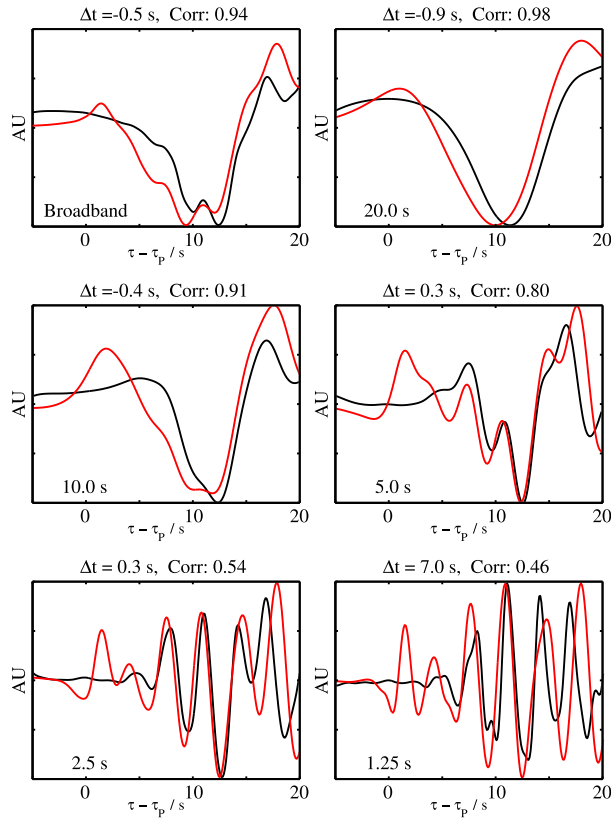 Δt =-0.5 s, Corr: 0.94
Δt =-0.9 s, Corr: 0.98
AU
Broadband
0 10 20
τ − τP / s
AU
20.0 s
0 10 20
τ − τP / s
Δt =-0.4 s, Corr: 0.91
Δt = 0.3 s, Corr: 0.80
AU
10.0 s
0 10 20
τ − τP / s
AU
5.0 s
0 10 20
τ − τP / s
Δt = 0.3 s, Corr: 0.54
Δt = 7.0 s, Corr: 0.46
AU
2.5 s
0 10 20
τ − τP / s
AU
1.25 s
0 10 20
τ − τP / s